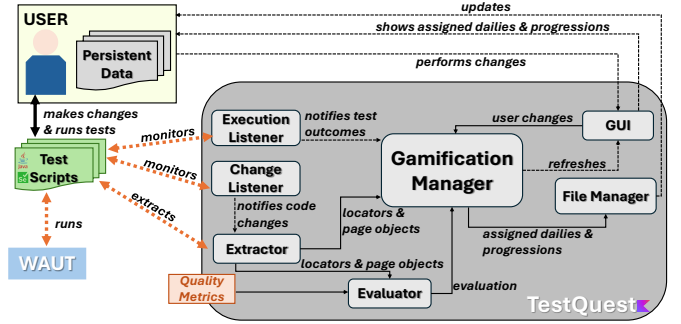 USER
Persistent
Data
updates
shows assigned dailies & progressions
performs changes
makes changes
& runs tests
monitors
monitors
extracts
Test
Scripts
Java
Se
runs
WAUT
Execution
Listener
notifies test
outcomes
Change
Listener
notifies code
changes
Extractor
locators &
page objects
locators & page objects
Quality
Metrics
Evaluator
evaluation
Gamification
Manager
user changes
GUI
refreshes
File Manager
assigned dailies &
progressions
TestQuest